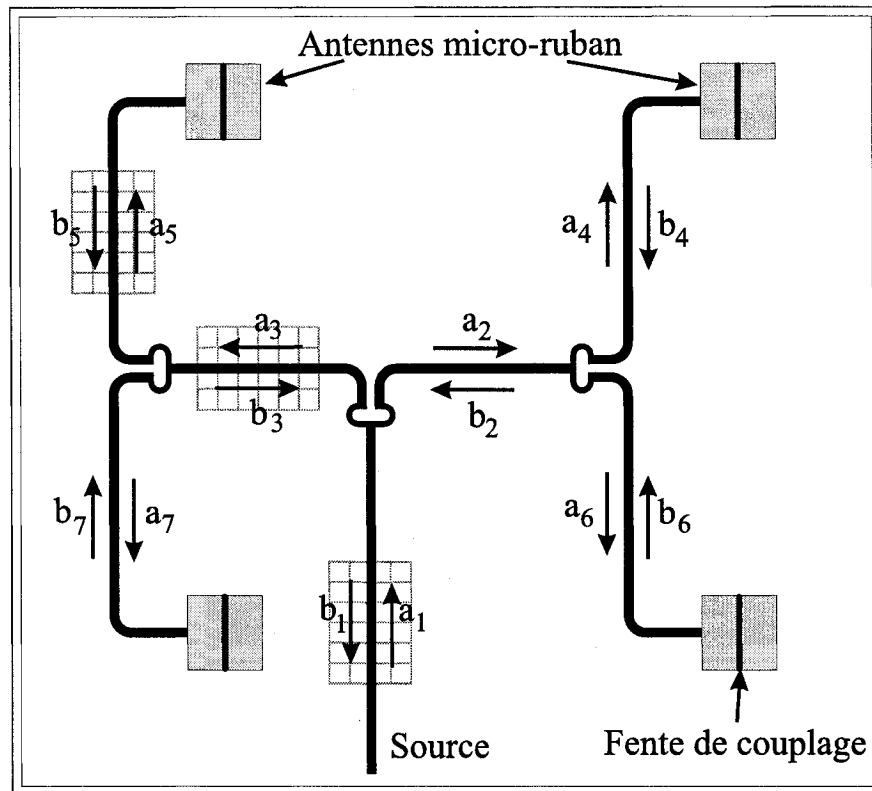 Antennes micro-ruban
b5 a5
a4 b4
a3
a2
b3
b2
b7 a7
a6 b6
b1 a1
Source
Fente de couplage